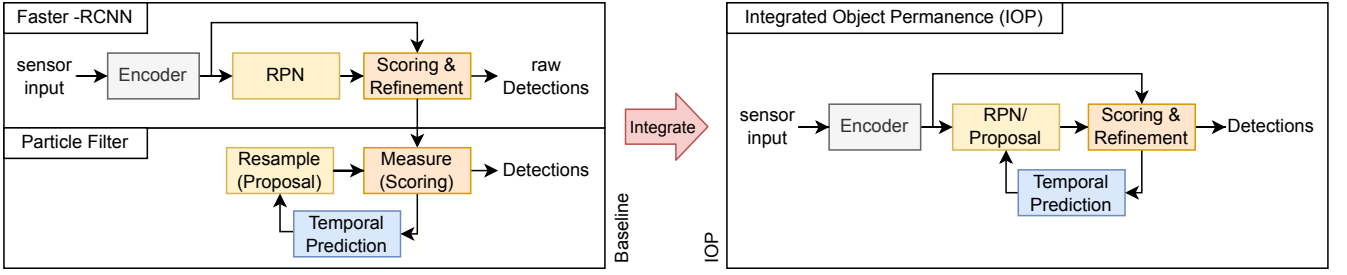 Faster -RCNN
sensor
input
Encoder
RPN
Scoring &
Refinement
raw
Detections
Particle Filter
Resample
(Proposal)
Measure
(Scoring)
Detections
Temporal
Prediction
Baseline
Integrate
IOP
Integrated Object Permanence (IOP)
sensor
input
Encoder
RPN/
Proposal
Scoring &
Refinement
Detections
Temporal
Prediction